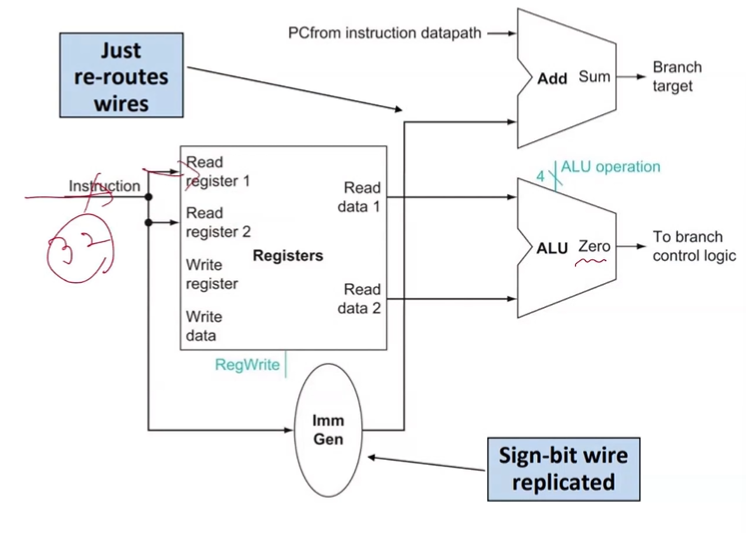 Just
re-routes
wires
PCfrom instruction datapath
Add Sum
Branch
target
Instruction
32
Read
register 1
Read
register 2
Write
register
Write
data
Registers
Read
data 1
Read
data 2
RegWrite
4
ALU operation
ALU Zero
To branch
control logic
Imm
Gen
Sign-bit wire
replicated